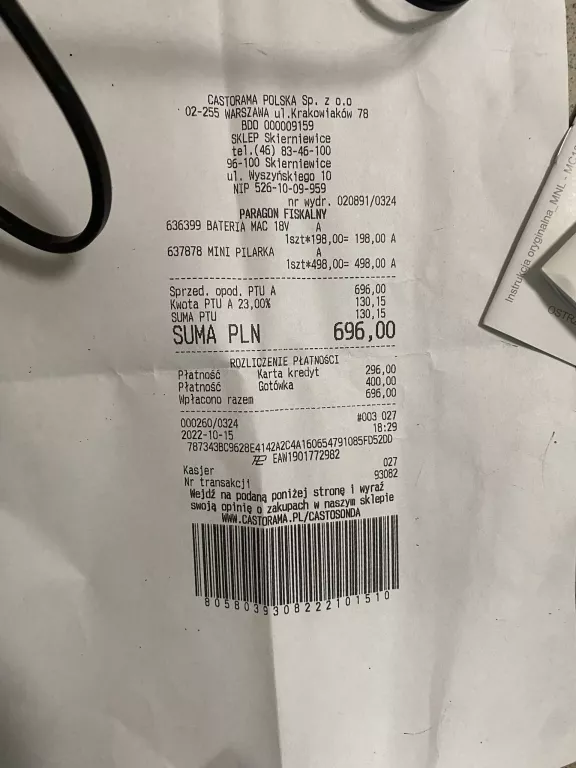 CASTORAMA POLSKA Sp. z o.o
02-255 WARSZAWA ul.Krakowiaków 78
BDO 000009159
SKLEP Skierniewice
tel.(46) 83-46-100
96-100 Skierniewice
ul. Wyszyńskiego 10
NIP 526-10-09-959
nr wydr. 020891/0324
PARAGON FISKALNY
636399 BATERIA MAC 18V A
1szt*198,00= 198,00 A
637878 MINI PILARKA A
1szt*498,00= 498,00 A
Sprzed. opod. PTU A 696,00
Kwota PTU A 23,00% 130,15
SUMA PTU 130,15
SUMA PLN 696,00
ROZLICZENIE PŁATNOŚCI
Płatność Karta kredyt 296,00
Płatność Gotówka 400,00
Wpłacono razem 696,00
000260/0324 #003 027
2022-10-15 18:29
787343BC9628E4142A2C4A160654791085FD52DD
EAW1901772982
Kasjer 027
Nr transakcji 93082
Wejdź na podaną poniżej stronę i wyraź
swoją opinię o zakupach w naszym sklepie
WWW.CASTORAMA.PL/CASTOSONDA
8058039308222101510
Instrukcja oryginalna_MNL - MC18
OSTRZ